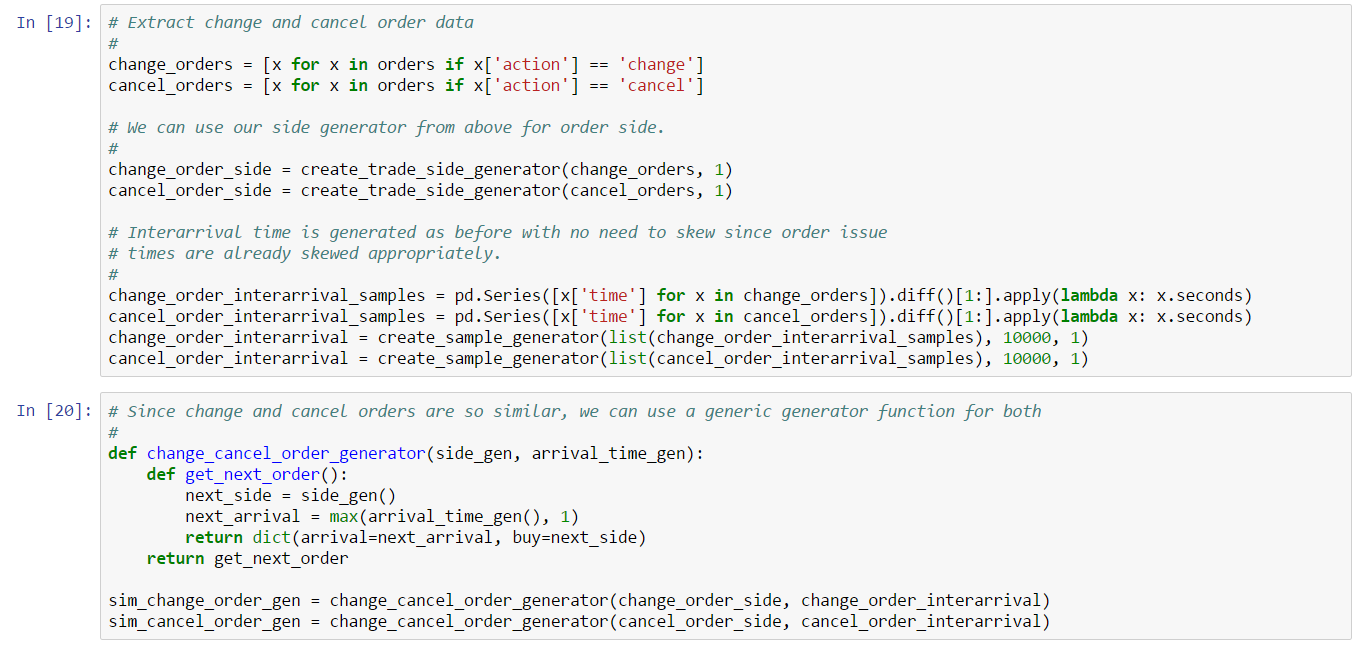 In [19]: # Extract change and cancel order data
#
change_orders = [x for x in orders if x['action'] == 'change']
cancel_orders = [x for x in orders if x['action'] == 'cancel']

# We can use our side generator from above for order side.
#
change_order_side = create_trade_side_generator(change_orders, 1)
cancel_order_side = create_trade_side_generator(cancel_orders, 1)

# Interarrival time is generated as before with no need to skew since order issue
# times are already skewed appropriately.
#
change_order_interarrival_samples = pd.Series([x['time'] for x in change_orders]).diff()[1:].apply(lambda x: x.seconds)
cancel_order_interarrival_samples = pd.Series([x['time'] for x in cancel_orders]).diff()[1:].apply(lambda x: x.seconds)
change_order_interarrival = create_sample_generator(list(change_order_interarrival_samples), 10000, 1)
cancel_order_interarrival = create_sample_generator(list(cancel_order_interarrival_samples), 10000, 1)

In [20]: # Since change and cancel orders are so similar, we can use a generic generator function for both
#
def change_cancel_order_generator(side_gen, arrival_time_gen):
    def get_next_order():
        next_side = side_gen()
        next_arrival = max(arrival_time_gen(), 1)
        return dict(arrival=next_arrival, buy=next_side)
    return get_next_order

sim_change_order_gen = change_cancel_order_generator(change_order_side, change_order_interarrival)
sim_cancel_order_gen = change_cancel_order_generator(cancel_order_side, cancel_order_interarrival)